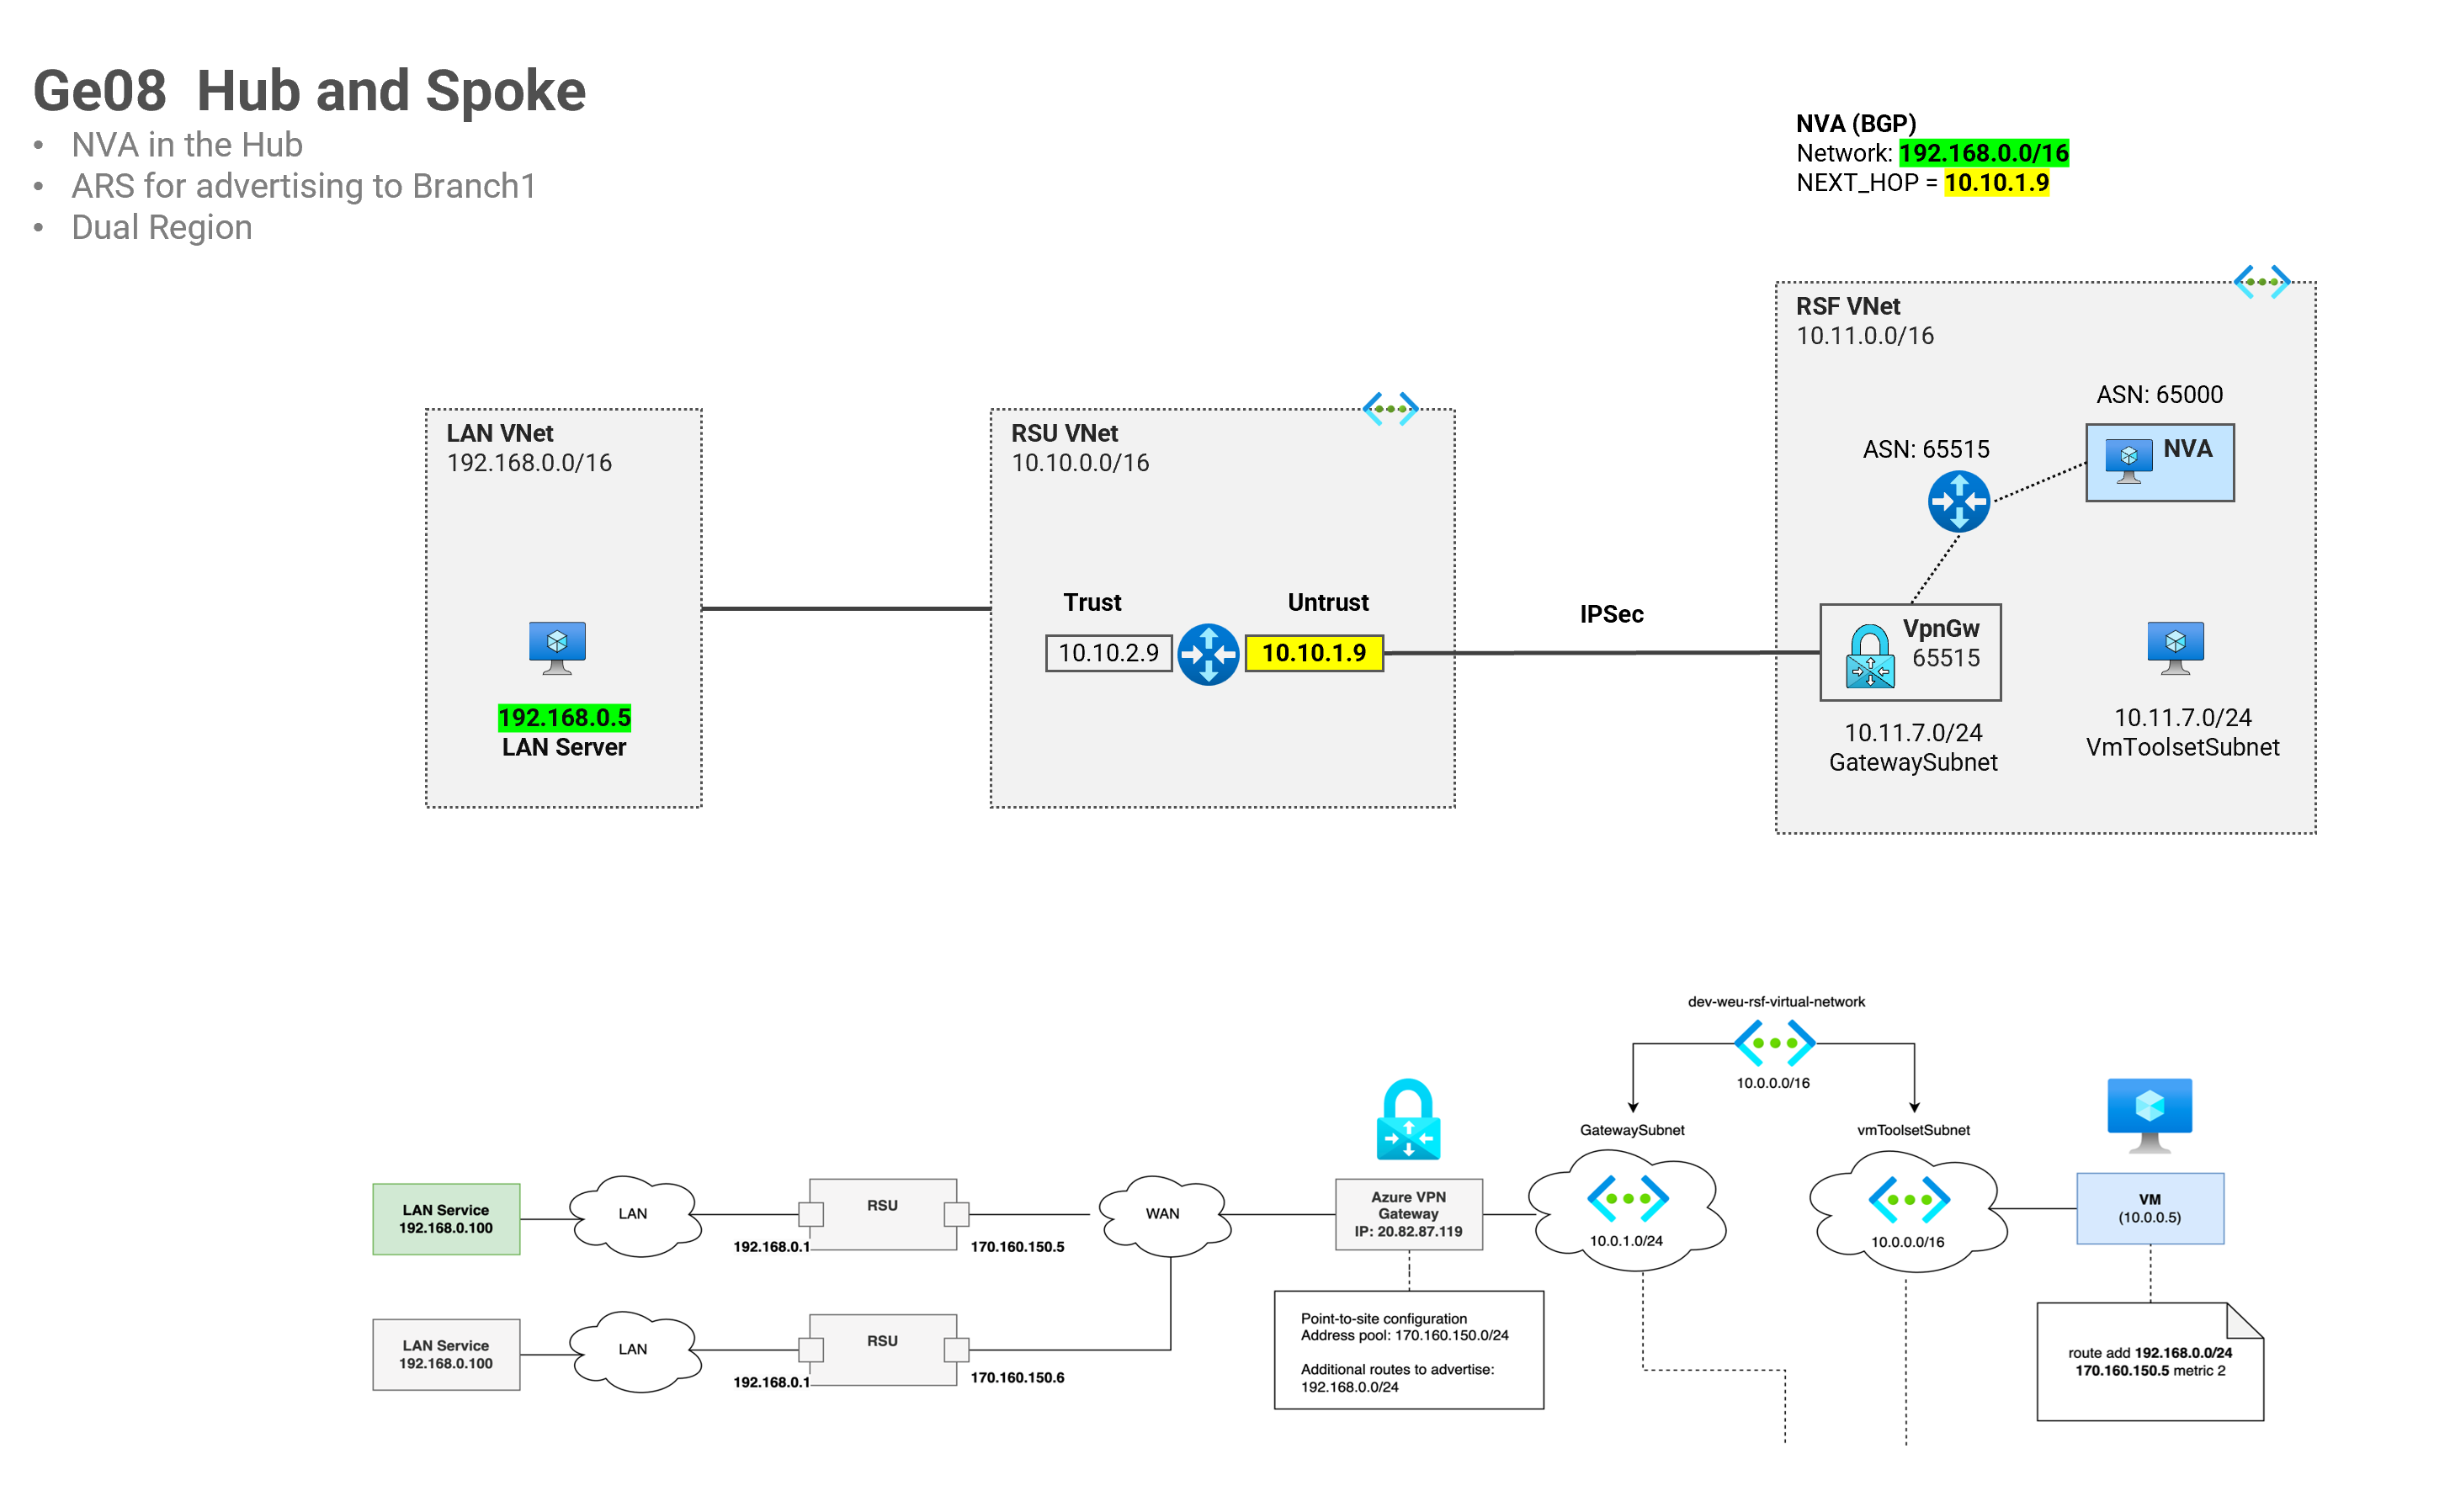 Ge08  Hub and Spoke
• NVA in the Hub
• ARS for advertising to Branch1
• Dual Region
NVA (BGP)
Network: 192.168.0.0/16
NEXT_HOP = 10.10.1.9
LAN VNet
192.168.0.0/16
192.168.0.5
LAN Server
RSU VNet
10.10.0.0/16
Trust
Untrust
10.10.2.9
10.10.1.9
IPSec
RSF VNet
10.11.0.0/16
ASN: 65000
NVA
ASN: 65515
VpnGw
65515
10.11.7.0/24
GatewaySubnet
10.11.7.0/24
VmToolsetSubnet
dev-weu-rsf-virtual-network
10.0.0.0/16
GatewaySubnet
vmToolsetSubnet
LAN Service
192.168.0.100
LAN
RSU
192.168.0.1
170.160.150.5
WAN
Azure VPN
Gateway
IP: 20.82.87.119
10.0.1.0/24
10.0.0.0/16
VM
(10.0.0.5)
LAN Service
192.168.0.100
LAN
RSU
192.168.0.1
170.160.150.6
Point-to-site configuration
Address pool: 170.160.150.0/24
Additional routes to advertise:
192.168.0.0/24
route add 192.168.0.0/24
170.160.150.5 metric 2